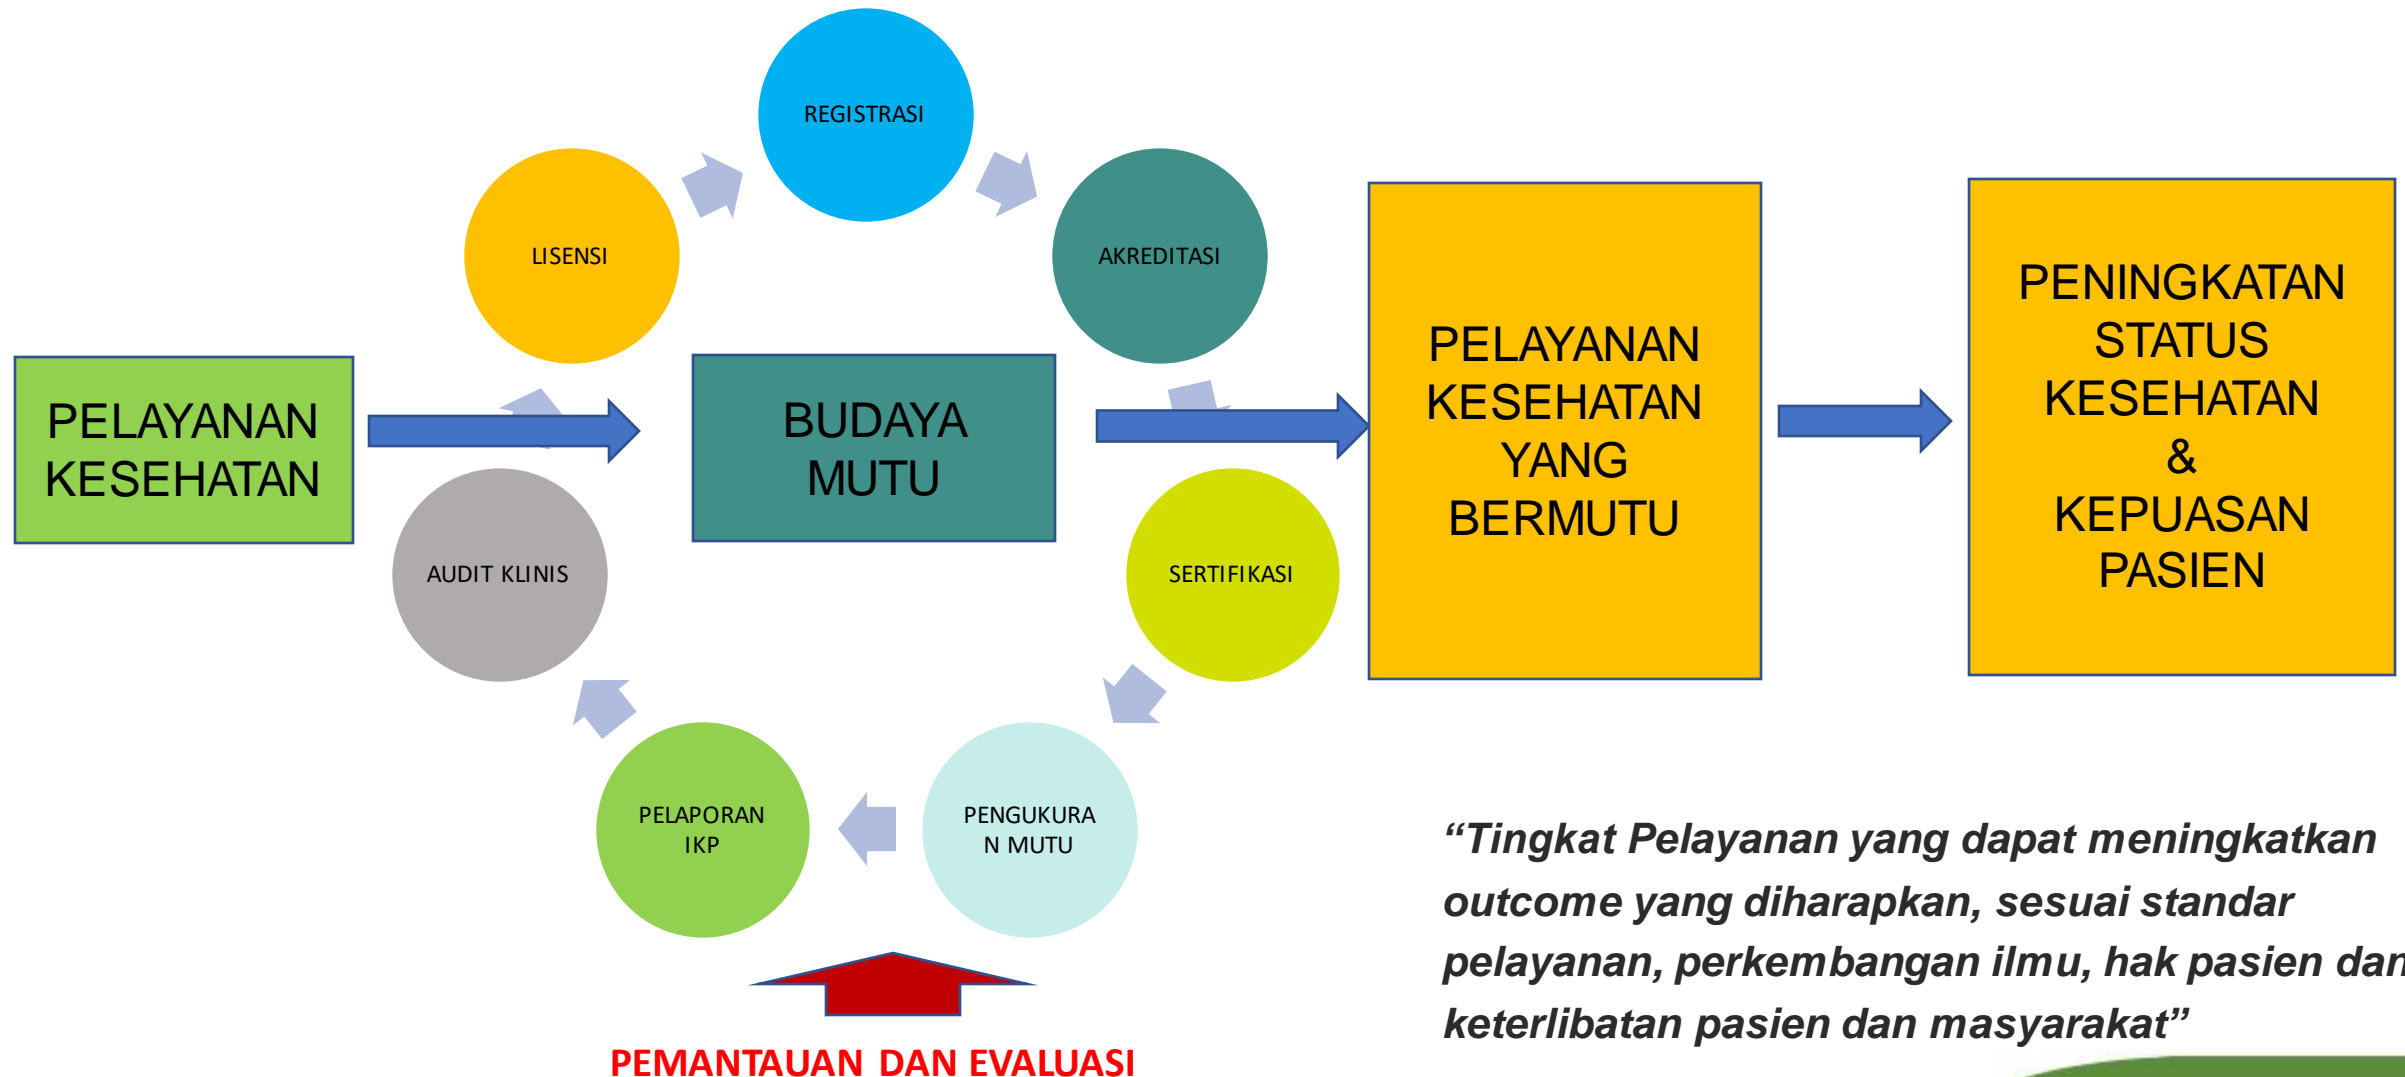 REGISTRASI
LISENSI
AKREDITASI
PELAYANAN
KESEHATAN
BUDAYA
MUTU
PELAYANAN
KESEHATAN
YANG
BERMUTU
PENINGKATAN
STATUS
KESEHATAN
&
KEPUASAN
PASIEN
AUDIT KLINIS
SERTIFIKASI
PELAPORAN
IKP
PENGUKURA
N MUTU
“Tingkat Pelayanan yang dapat meningkatkan
outcome yang diharapkan, sesuai standar
pelayanan, perkembangan ilmu, hak pasien dan
keterlibatan pasien dan masyarakat”
PEMANTAUAN DAN EVALUASI